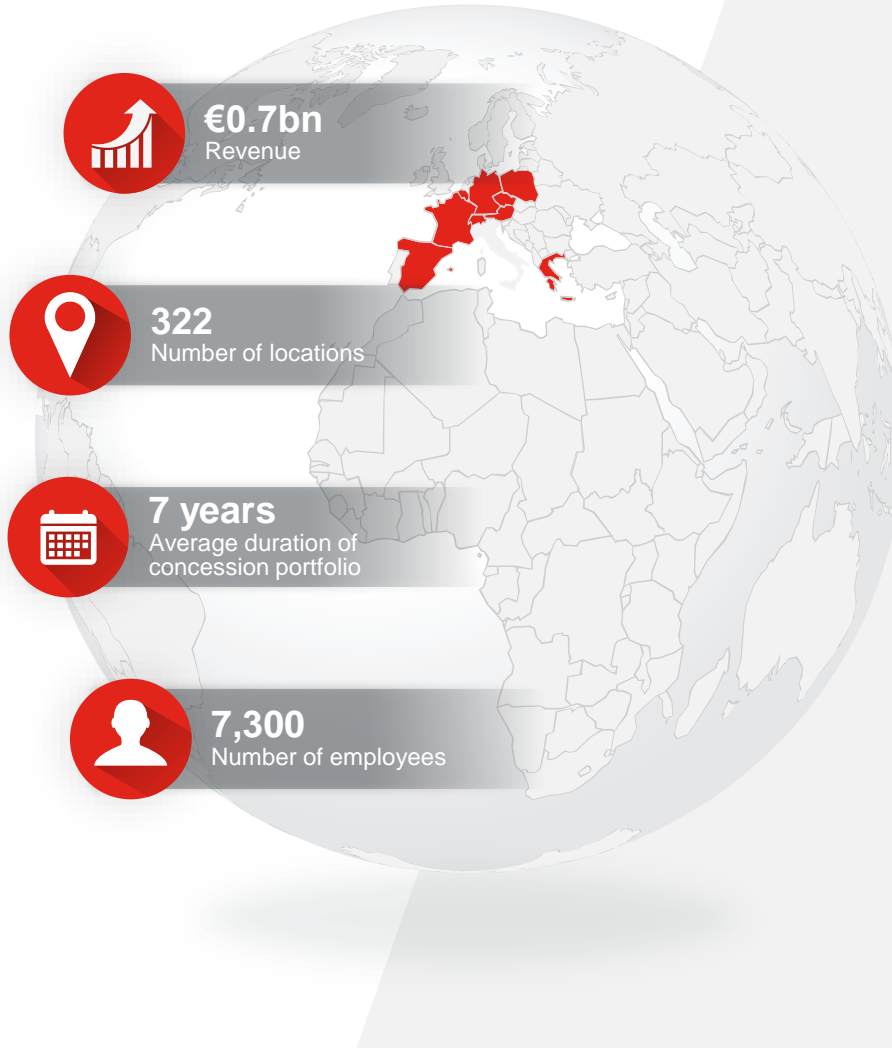 €0.7bn
Revenue
322
Number of locations
7 years
Average duration of
concession portfolio
7,300
Number of employees